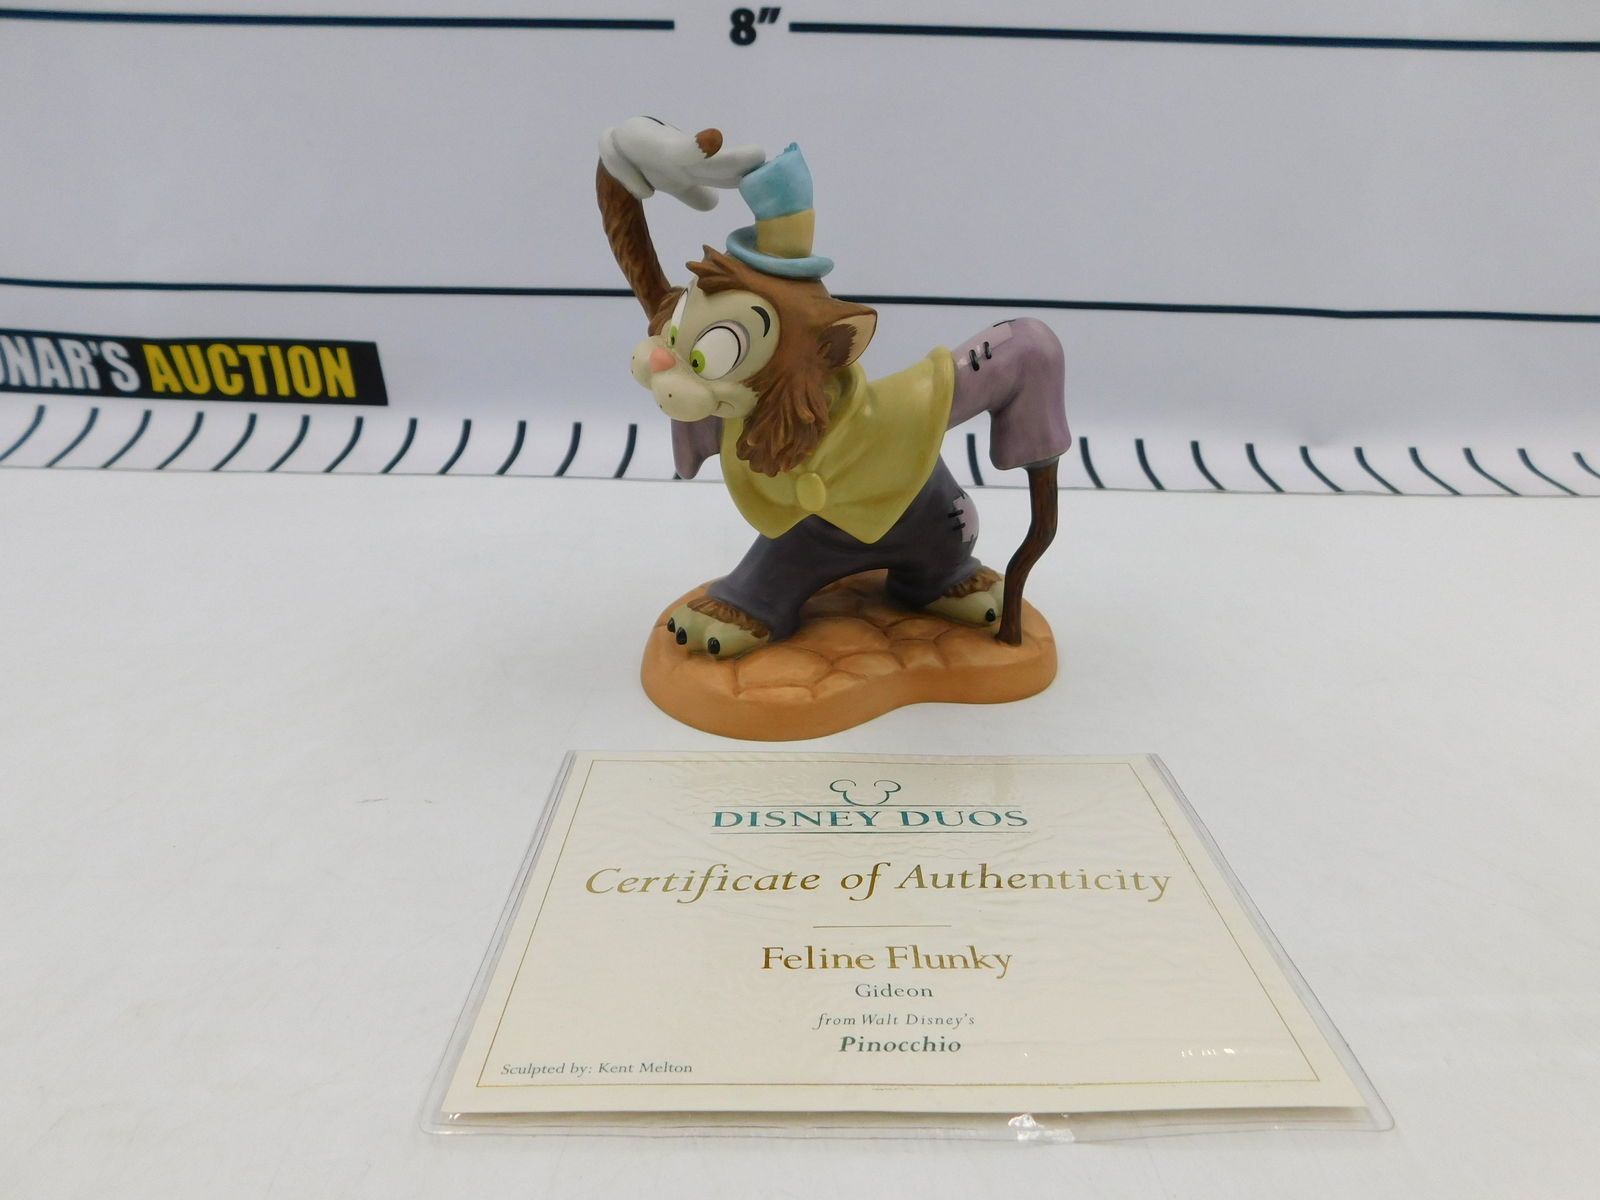 8"
NAR'S AUCTION
DISNEY DUOS
Certificate of Authenticity
Feline Flunky
Gideon
from Walt Disney's
Pinocchio
Sculpted by: Kent Melton